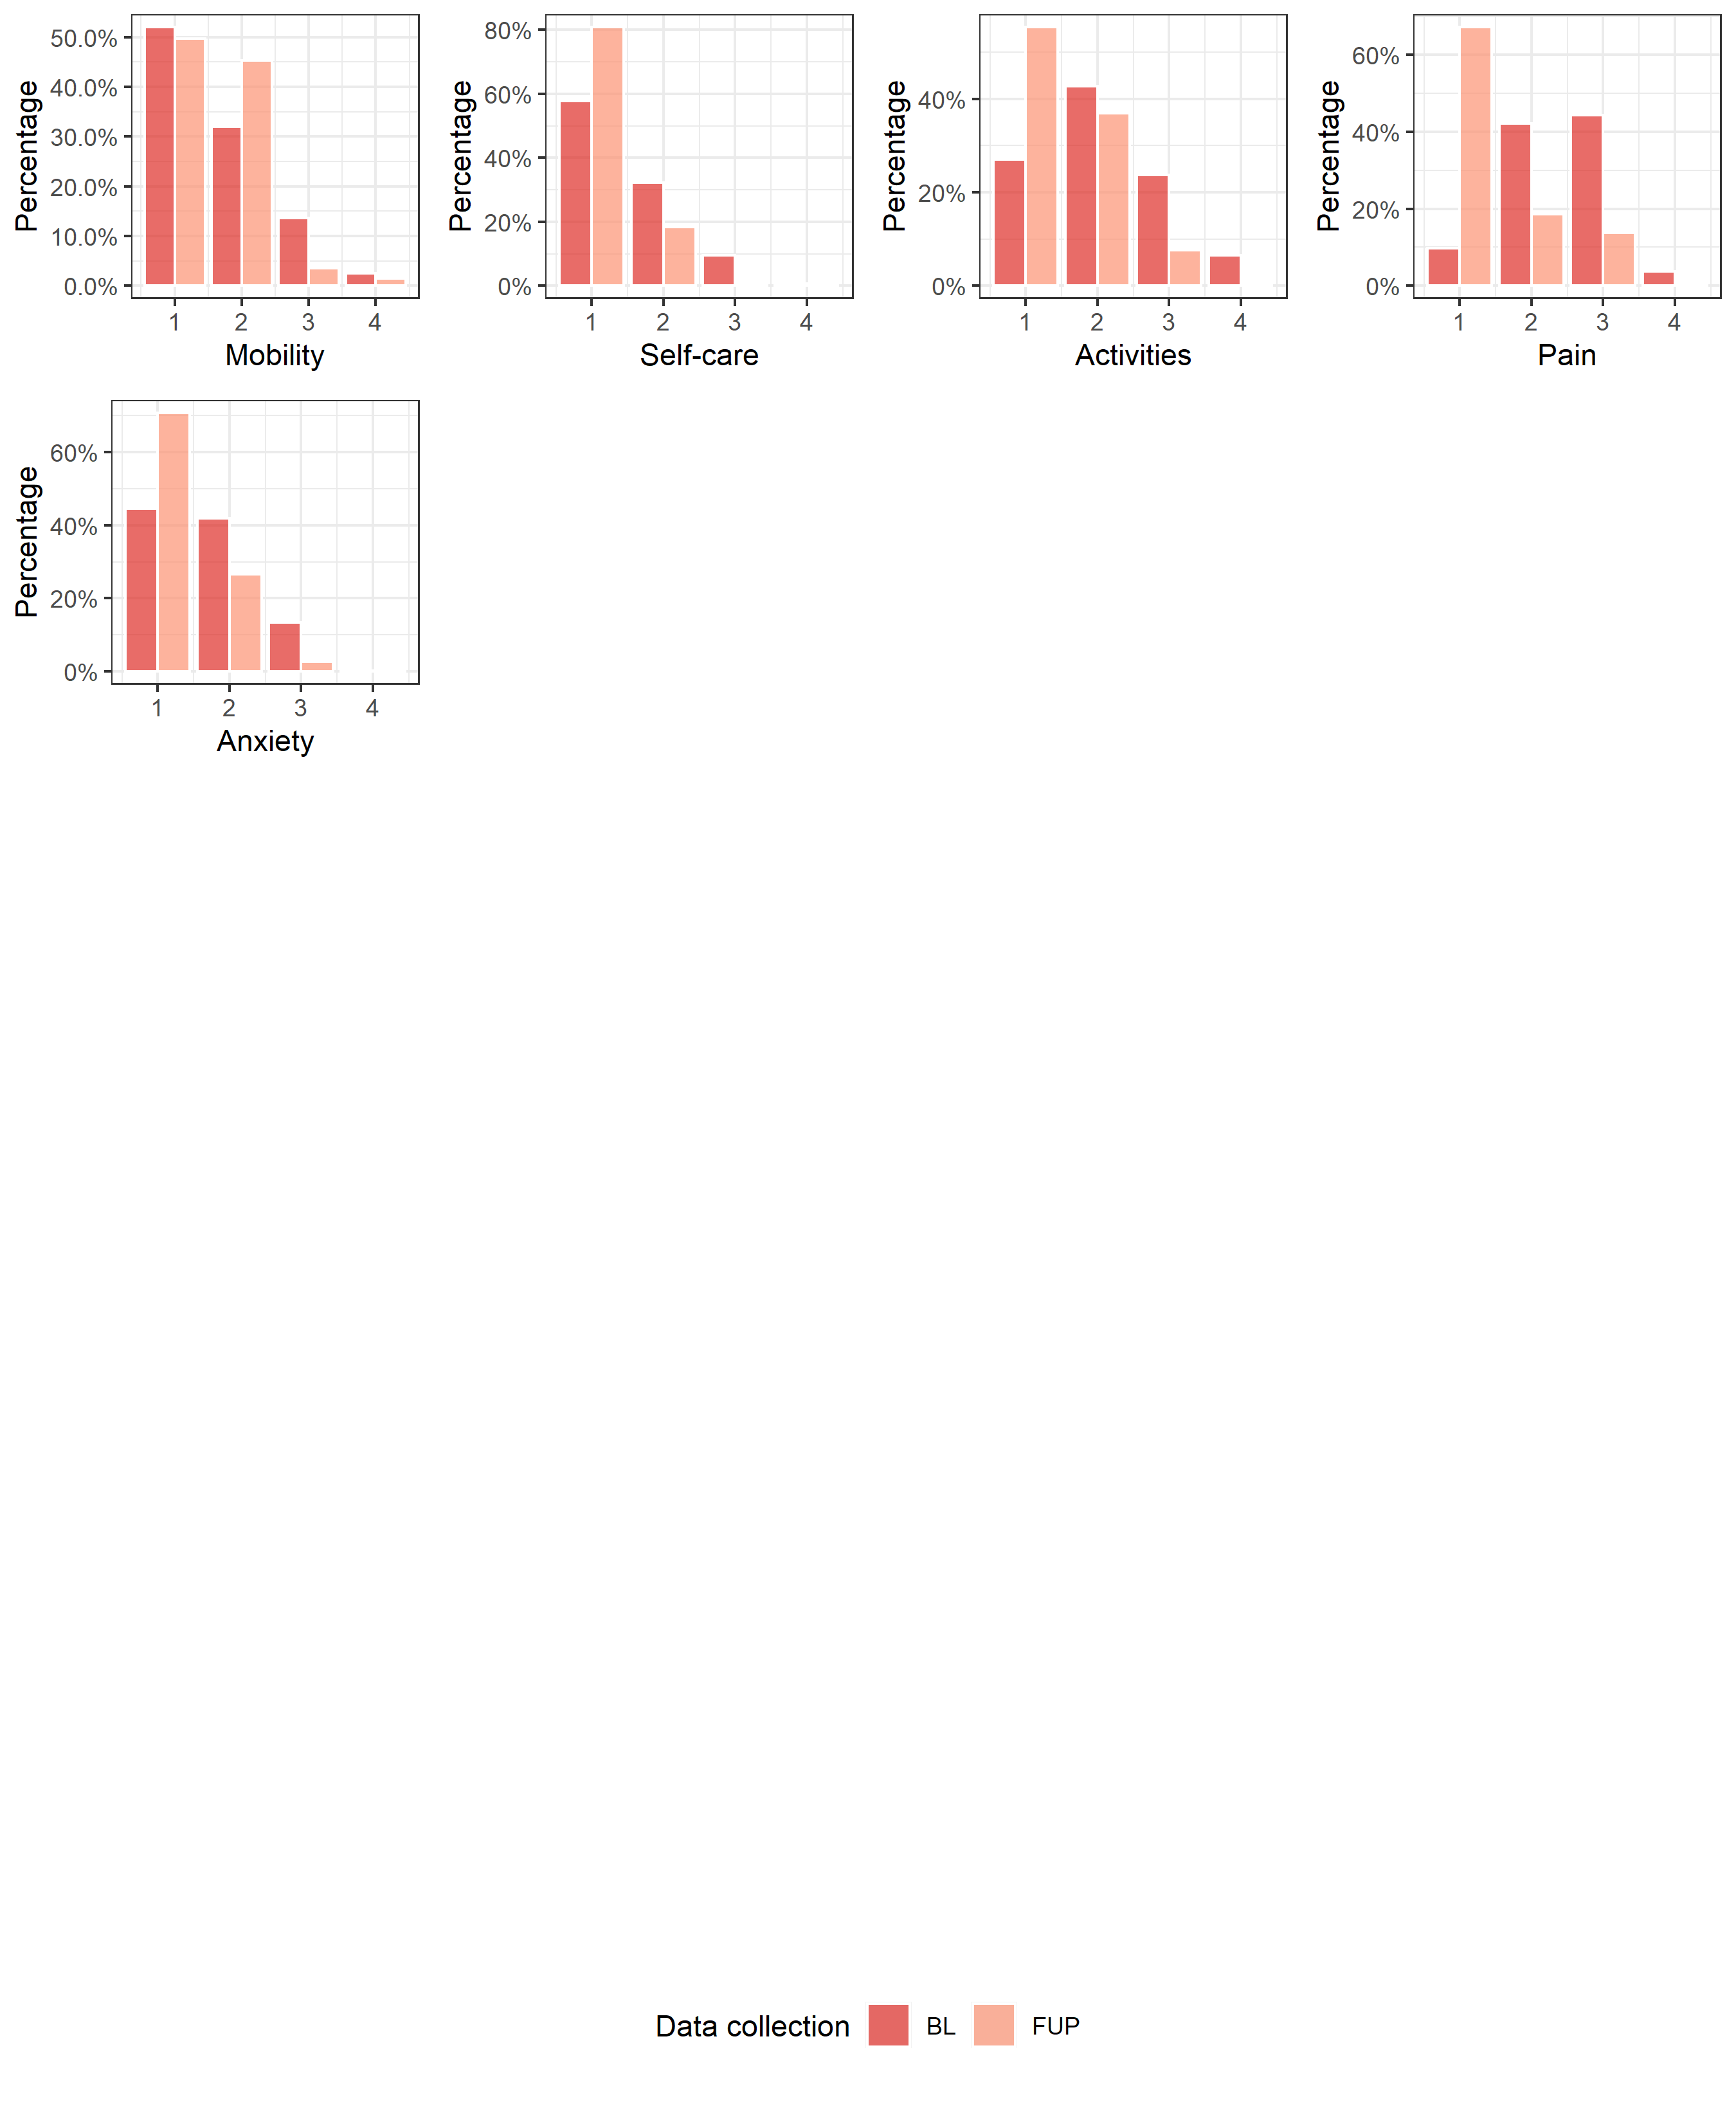 Percentage
50.0%
40.0%
30.0%
20.0%
10.0%
0.0%
1 2 3 4
Mobility
Percentage
80%
60%
40%
20%
0%
1 2 3 4
Self-care
Percentage
40%
20%
0%
1 2 3 4
Activities
Percentage
60%
40%
20%
0%
1 2 3 4
Pain
Percentage
60%
40%
20%
0%
1 2 3 4
Anxiety
Data collection BL FUP